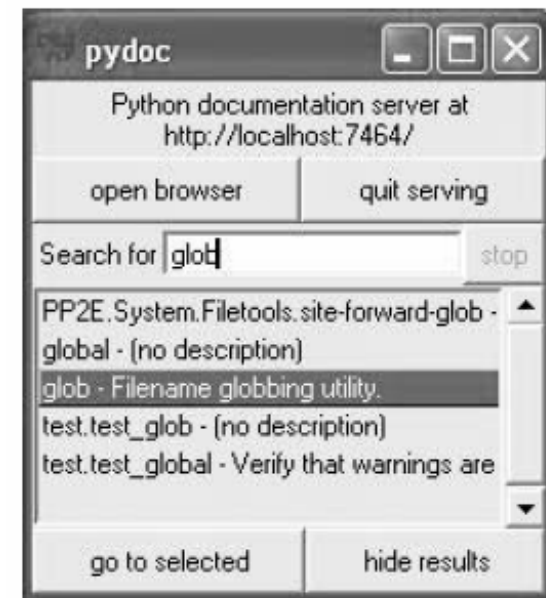 pydoc
Python documentation server at
http://localhost:7464/
open browser quit serving
Search for glob stop
PP2E.System.Filetools.site-forward-glob -
global - (no description)
glob - Filename globbing utility.
test.test_glob - (no description)
test.test_global - Verify that warnings are
go to selected hide results